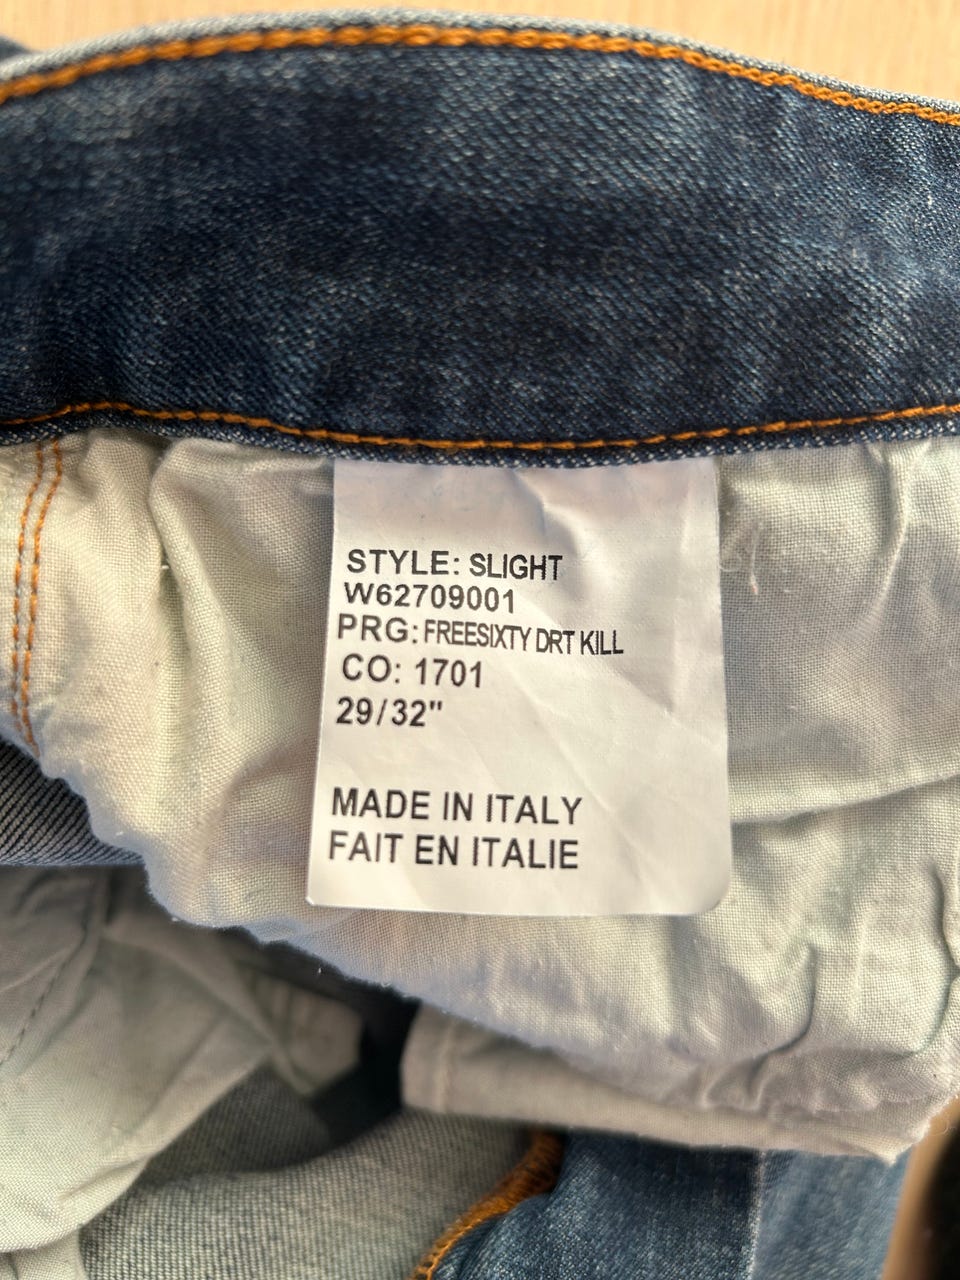 STYLE: SLIGHT
W62709001
PRG: FREESIXTY DRT KILL
CO: 1701
29/32"
MADE IN ITALY
FAIT EN ITALIE